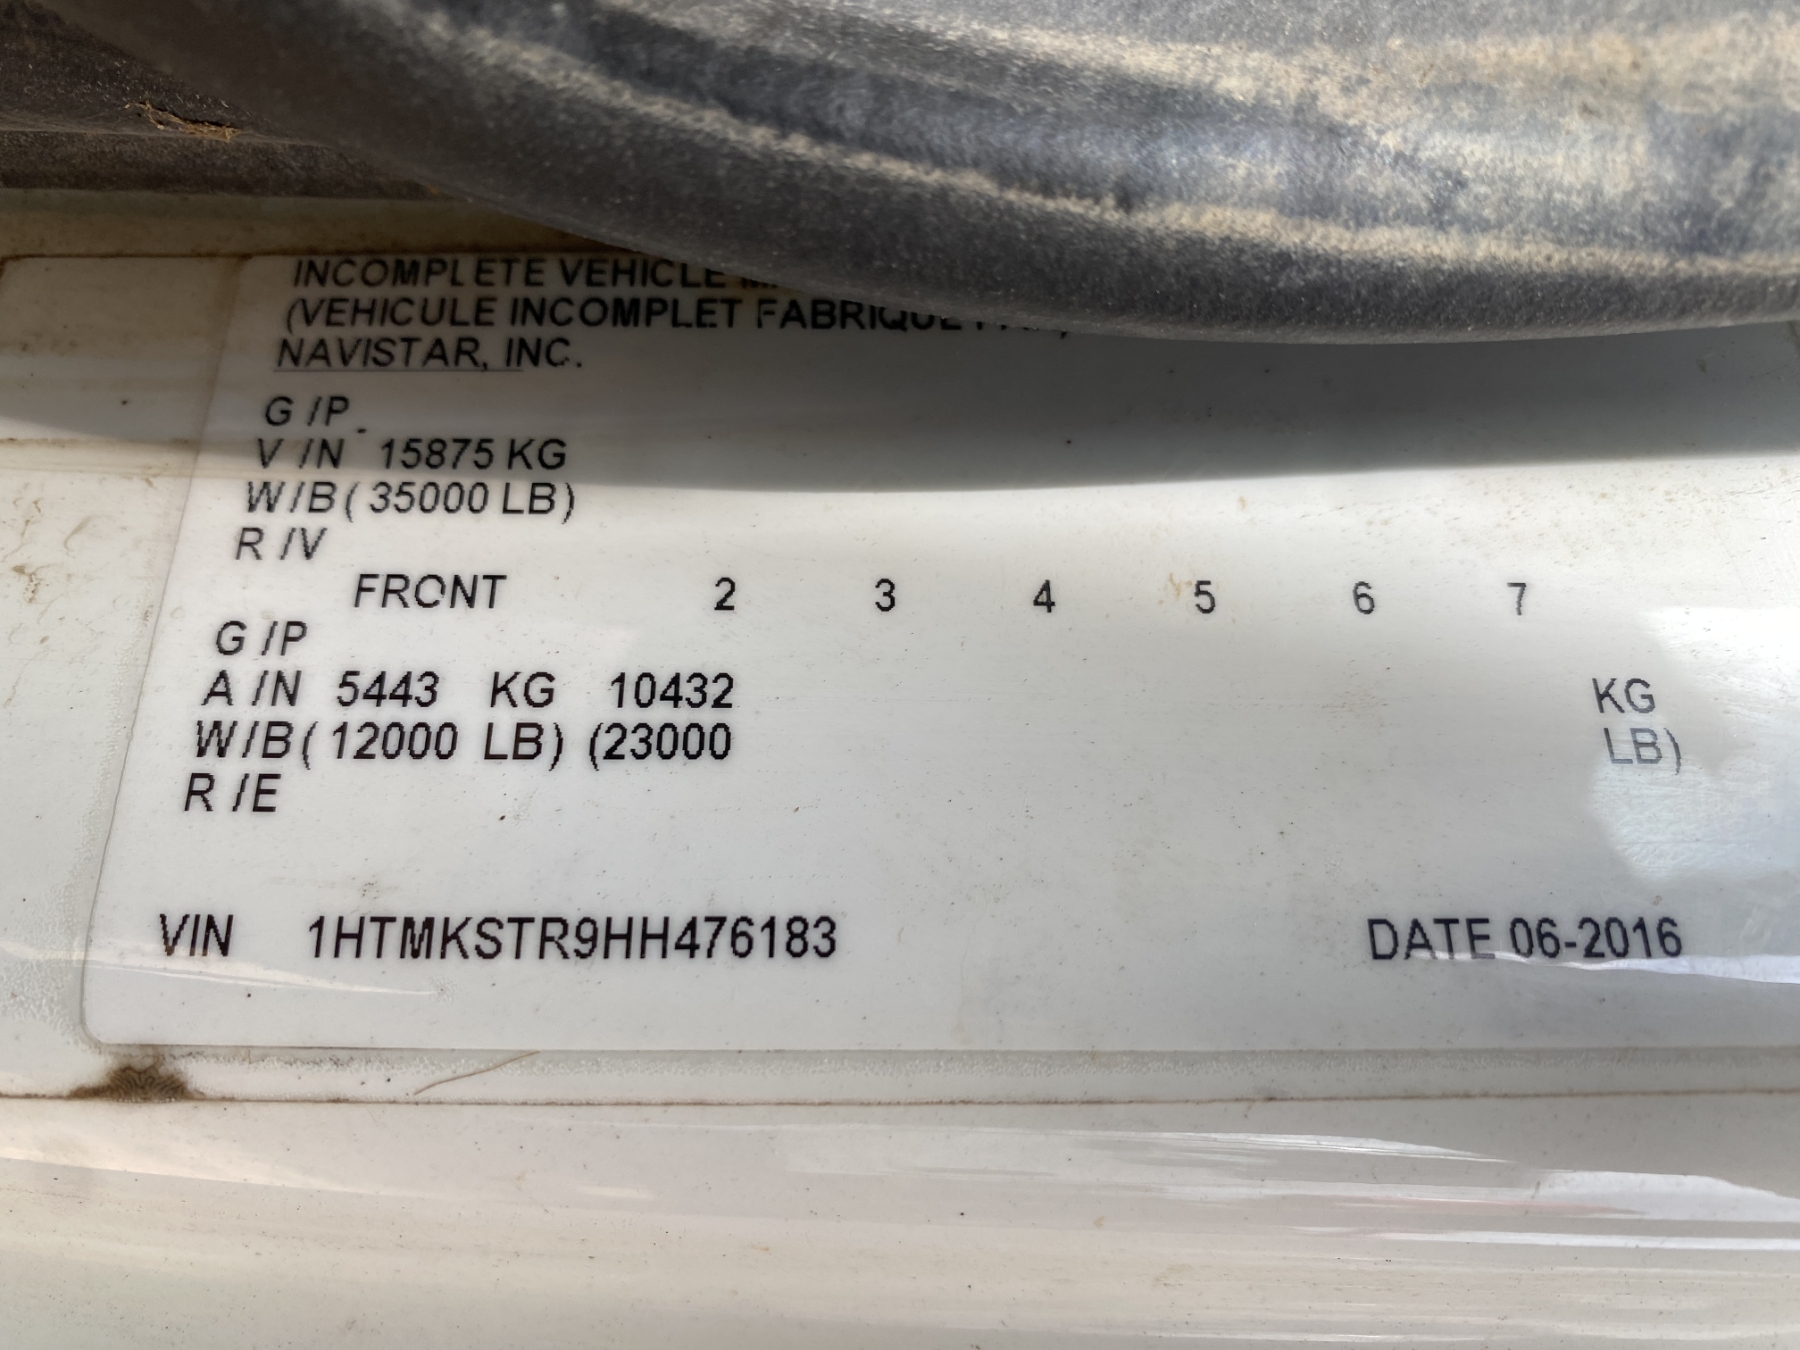 INCOMPLETE VEHICLE
(VEHICULE INCOMPLET FABRIQUE
NAVISTAR, INC.
G /P
V /N 15875 KG
W/B ( 35000 LB)
R /V
FRONT 2 3 4 5 6 7
G /P
A /N 5443 KG 10432 KG
W/B ( 12000 LB) (23000 LB)
R /E
VIN 1HTMKSTR9HH476183 DATE 06-2016